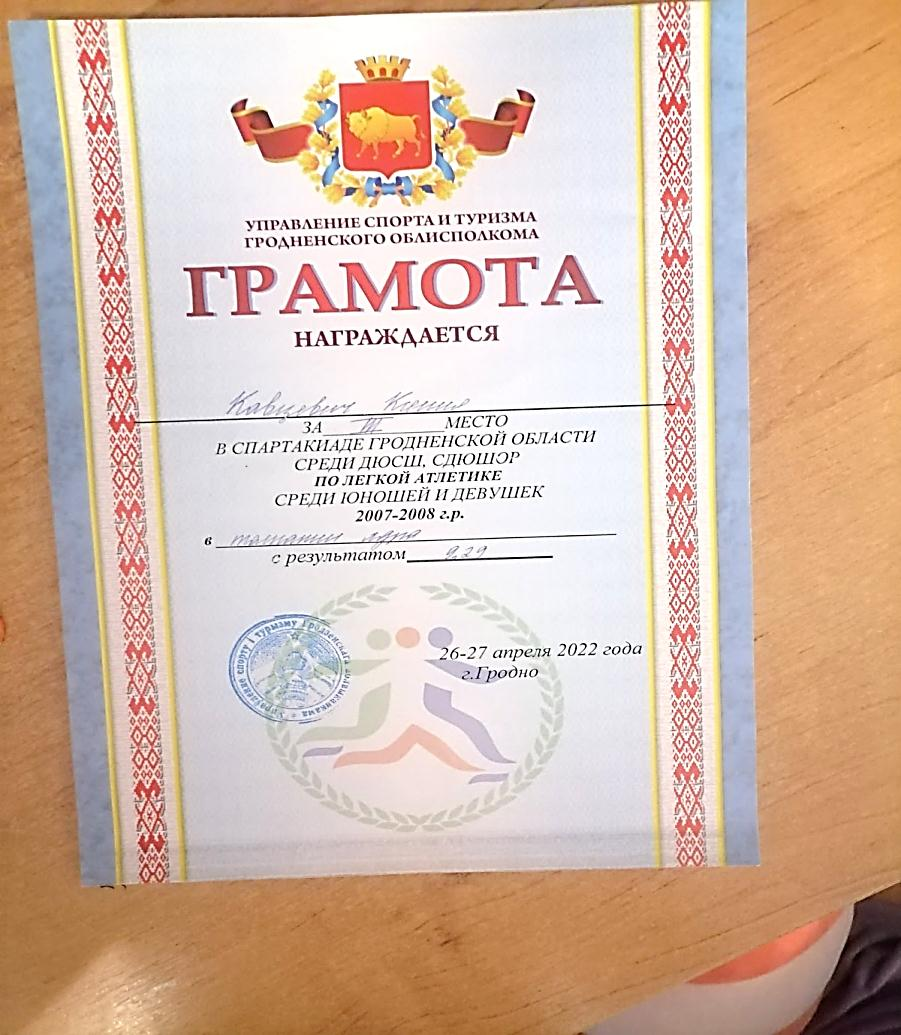 УПРАВЛЕНИЕ СПОРТА И ТУРИЗМА
ГРОДНЕНСКОГО ОБЛИСПОЛКОМА
ГРАМОТА
НАГРАЖДАЕТСЯ
Кавцевич Ксения
ЗА III МЕСТО
В СПАРТАКИАДЕ ГРОДНЕНСКОЙ ОБЛАСТИ
СРЕДИ ДЮСШ, СДЮШОР
ПО ЛЕГКОЙ АТЛЕТИКЕ
СРЕДИ ЮНОШЕЙ И ДЕВУШЕК
2007-2008 г.р.
в толкании ядра
с результатом 9,29
26-27 апреля 2022 года
г.Гродно